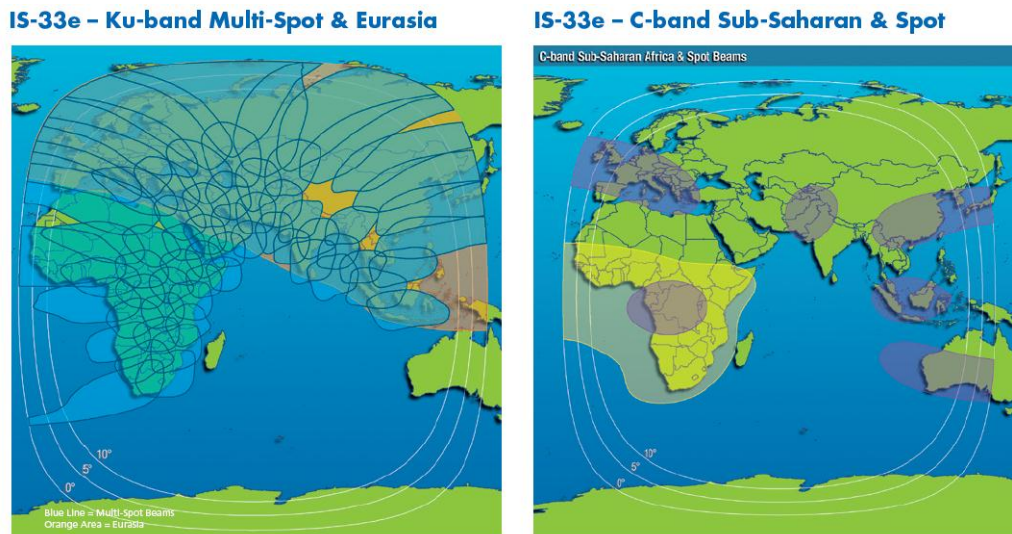 IS-33e – Ku-band Multi-Spot & Eurasia
10°
5°
0°
Blue Line = Multi-Spot Beams
Orange Area = Eurasia
IS-33e – C-band Sub-Saharan & Spot
C-band Sub-Saharan Africa & Spot Beams
10°
5°
0°